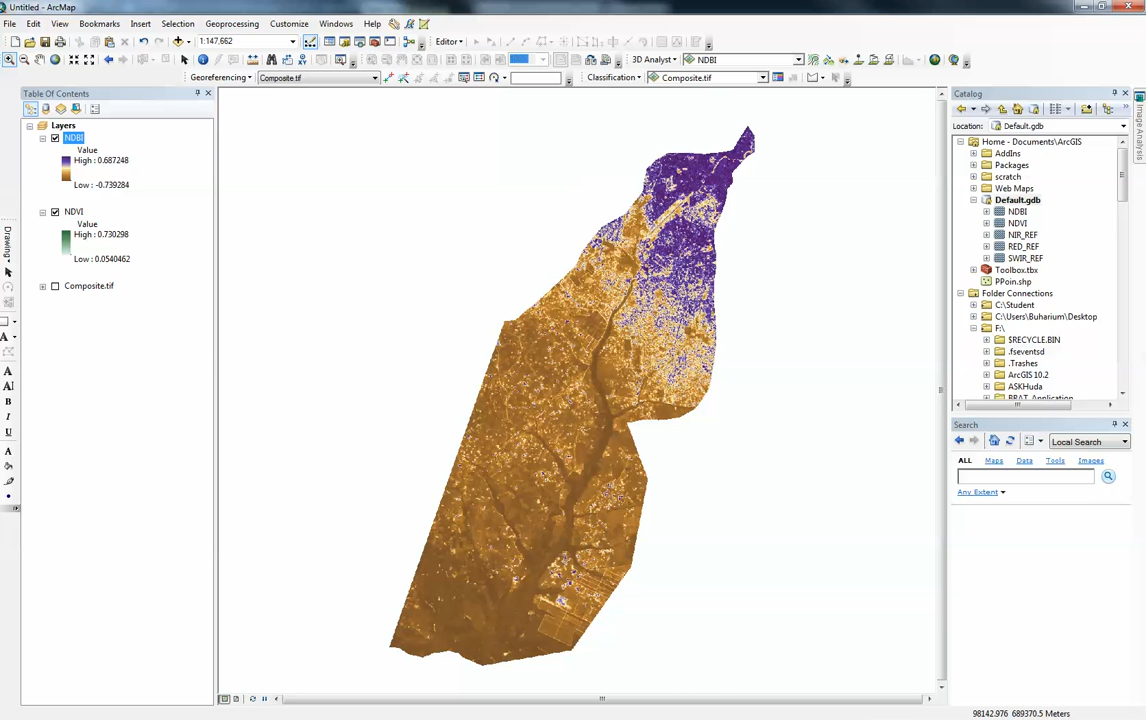 Untitled - ArcMap
File Edit View Bookmarks Insert Selection Geoprocessing Customize Windows Help
1:147,662 Editor
3D Analyst NDBI
Georeferencing Composite.tif Classification Composite.tif
Table Of Contents
Layers
NDBI
Value
High : 0.687248
Low : -0.739284
NDVI
Value
High : 0.730298
Low : 0.0540462
Composite.tif
Drawing
A
A
A
B
I
U
A
Catalog
Location: Default.gdb
Home - Documents\ArcGIS
AddIns
Packages
scratch
Web Maps
Default.gdb
NDBI
NDVI
NIR_REF
RED_REF
SWIR_REF
Toolbox.tbx
PPoin.shp
Folder Connections
C:\Student
C:\Users\Buharium\Desktop
F:\
$RECYCLE.BIN
.fseventsd
.Trashes
ArcGIS 10.2
ASKHuda
BRAT_Application
Image Analysis
Search
Local Search
ALL Maps Data Tools Images
Any Extent
98142.976 689370.5 Meters